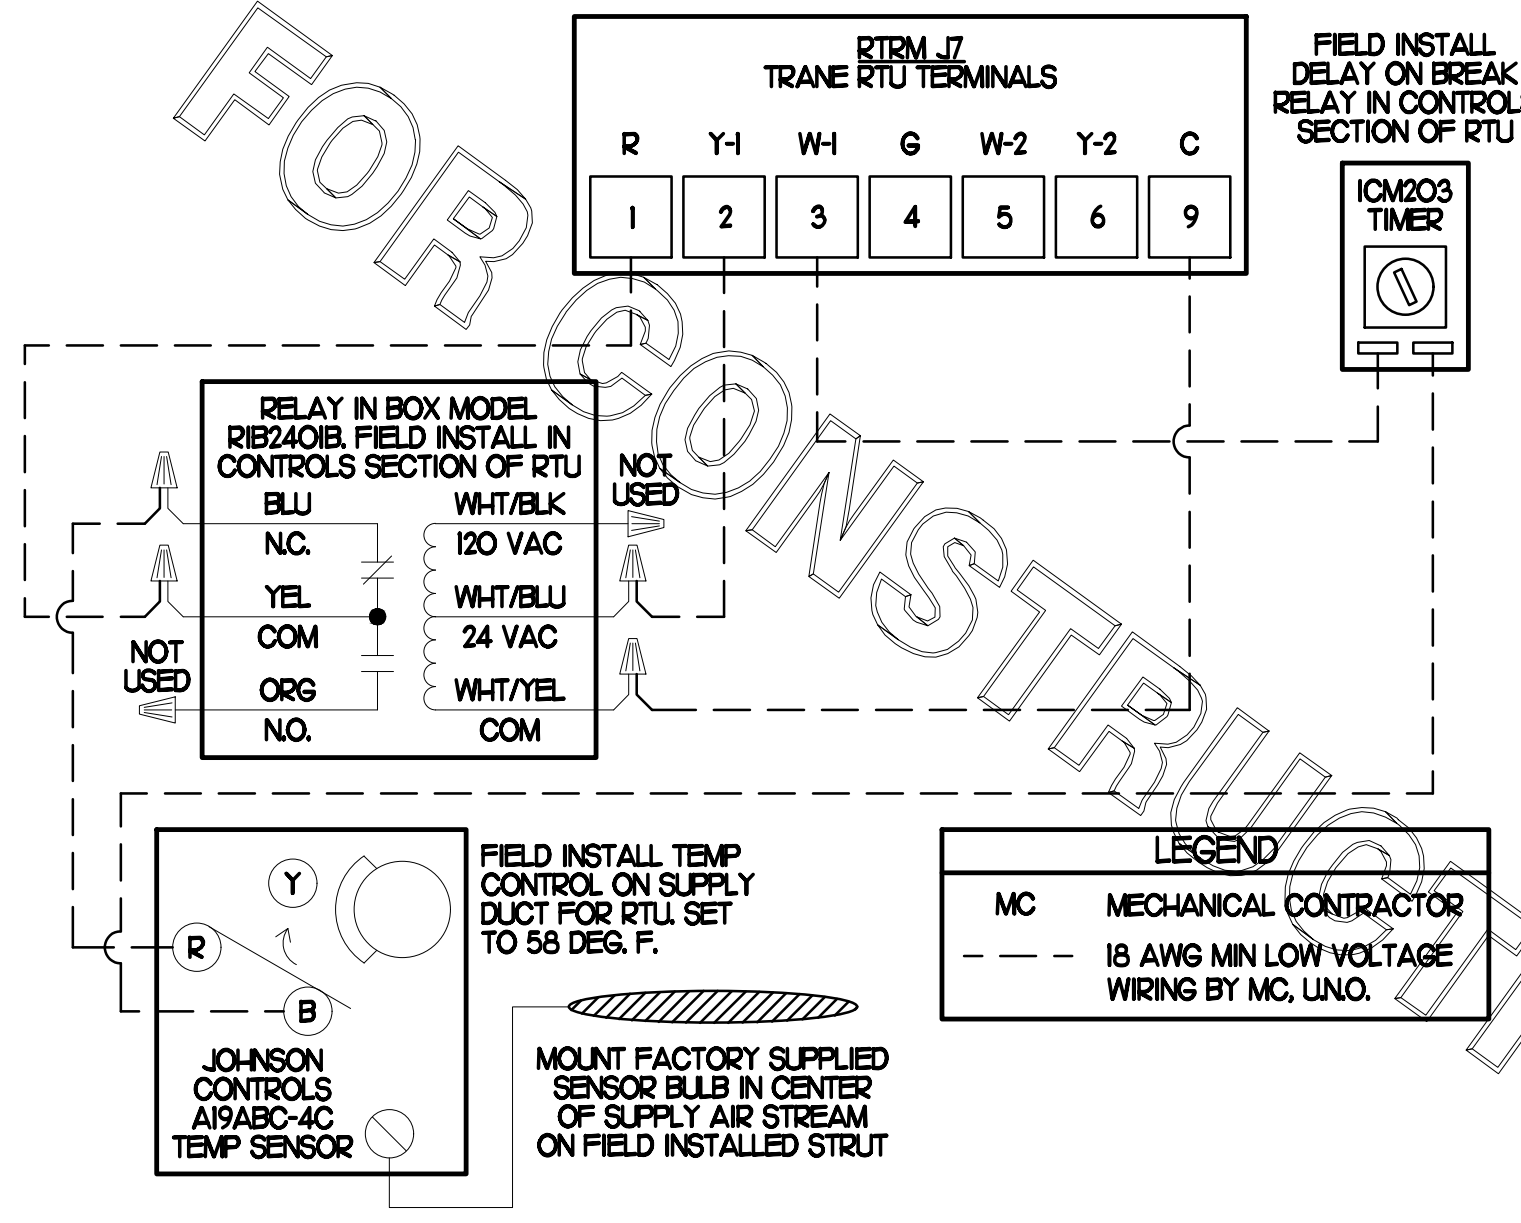 RTRM J7
TRANE RTU TERMINALS
R Y-1 W-1 G W-2 Y-2 C
1 2 3 4 5 6 9
FIELD INSTALL
DELAY ON BREAK
RELAY IN CONTROLS
SECTION OF RTU
ICM203
TIMER
RELAY IN BOX MODEL
RIB2401B. FIELD INSTALL IN
CONTROLS SECTION OF RTU
BLU
N.C.
YEL
COM
ORG
N.O.
WHT/BLK
120 VAC
WHT/BLU
24 VAC
WHT/YEL
COM
NOT
USED
NOT
USED
Y
R
B
JOHNSON
CONTROLS
A19ABC-4C
TEMP SENSOR
FIELD INSTALL TEMP
CONTROL ON SUPPLY
DUCT FOR RTU. SET
TO 58 DEG. F.
MOUNT FACTORY SUPPLIED
SENSOR BULB IN CENTER
OF SUPPLY AIR STREAM
ON FIELD INSTALLED STRUT
LEGEND
MC MECHANICAL CONTRACTOR
18 AWG MIN LOW VOLTAGE
WIRING BY MC, U.N.O.
FOR CONSTRUCT